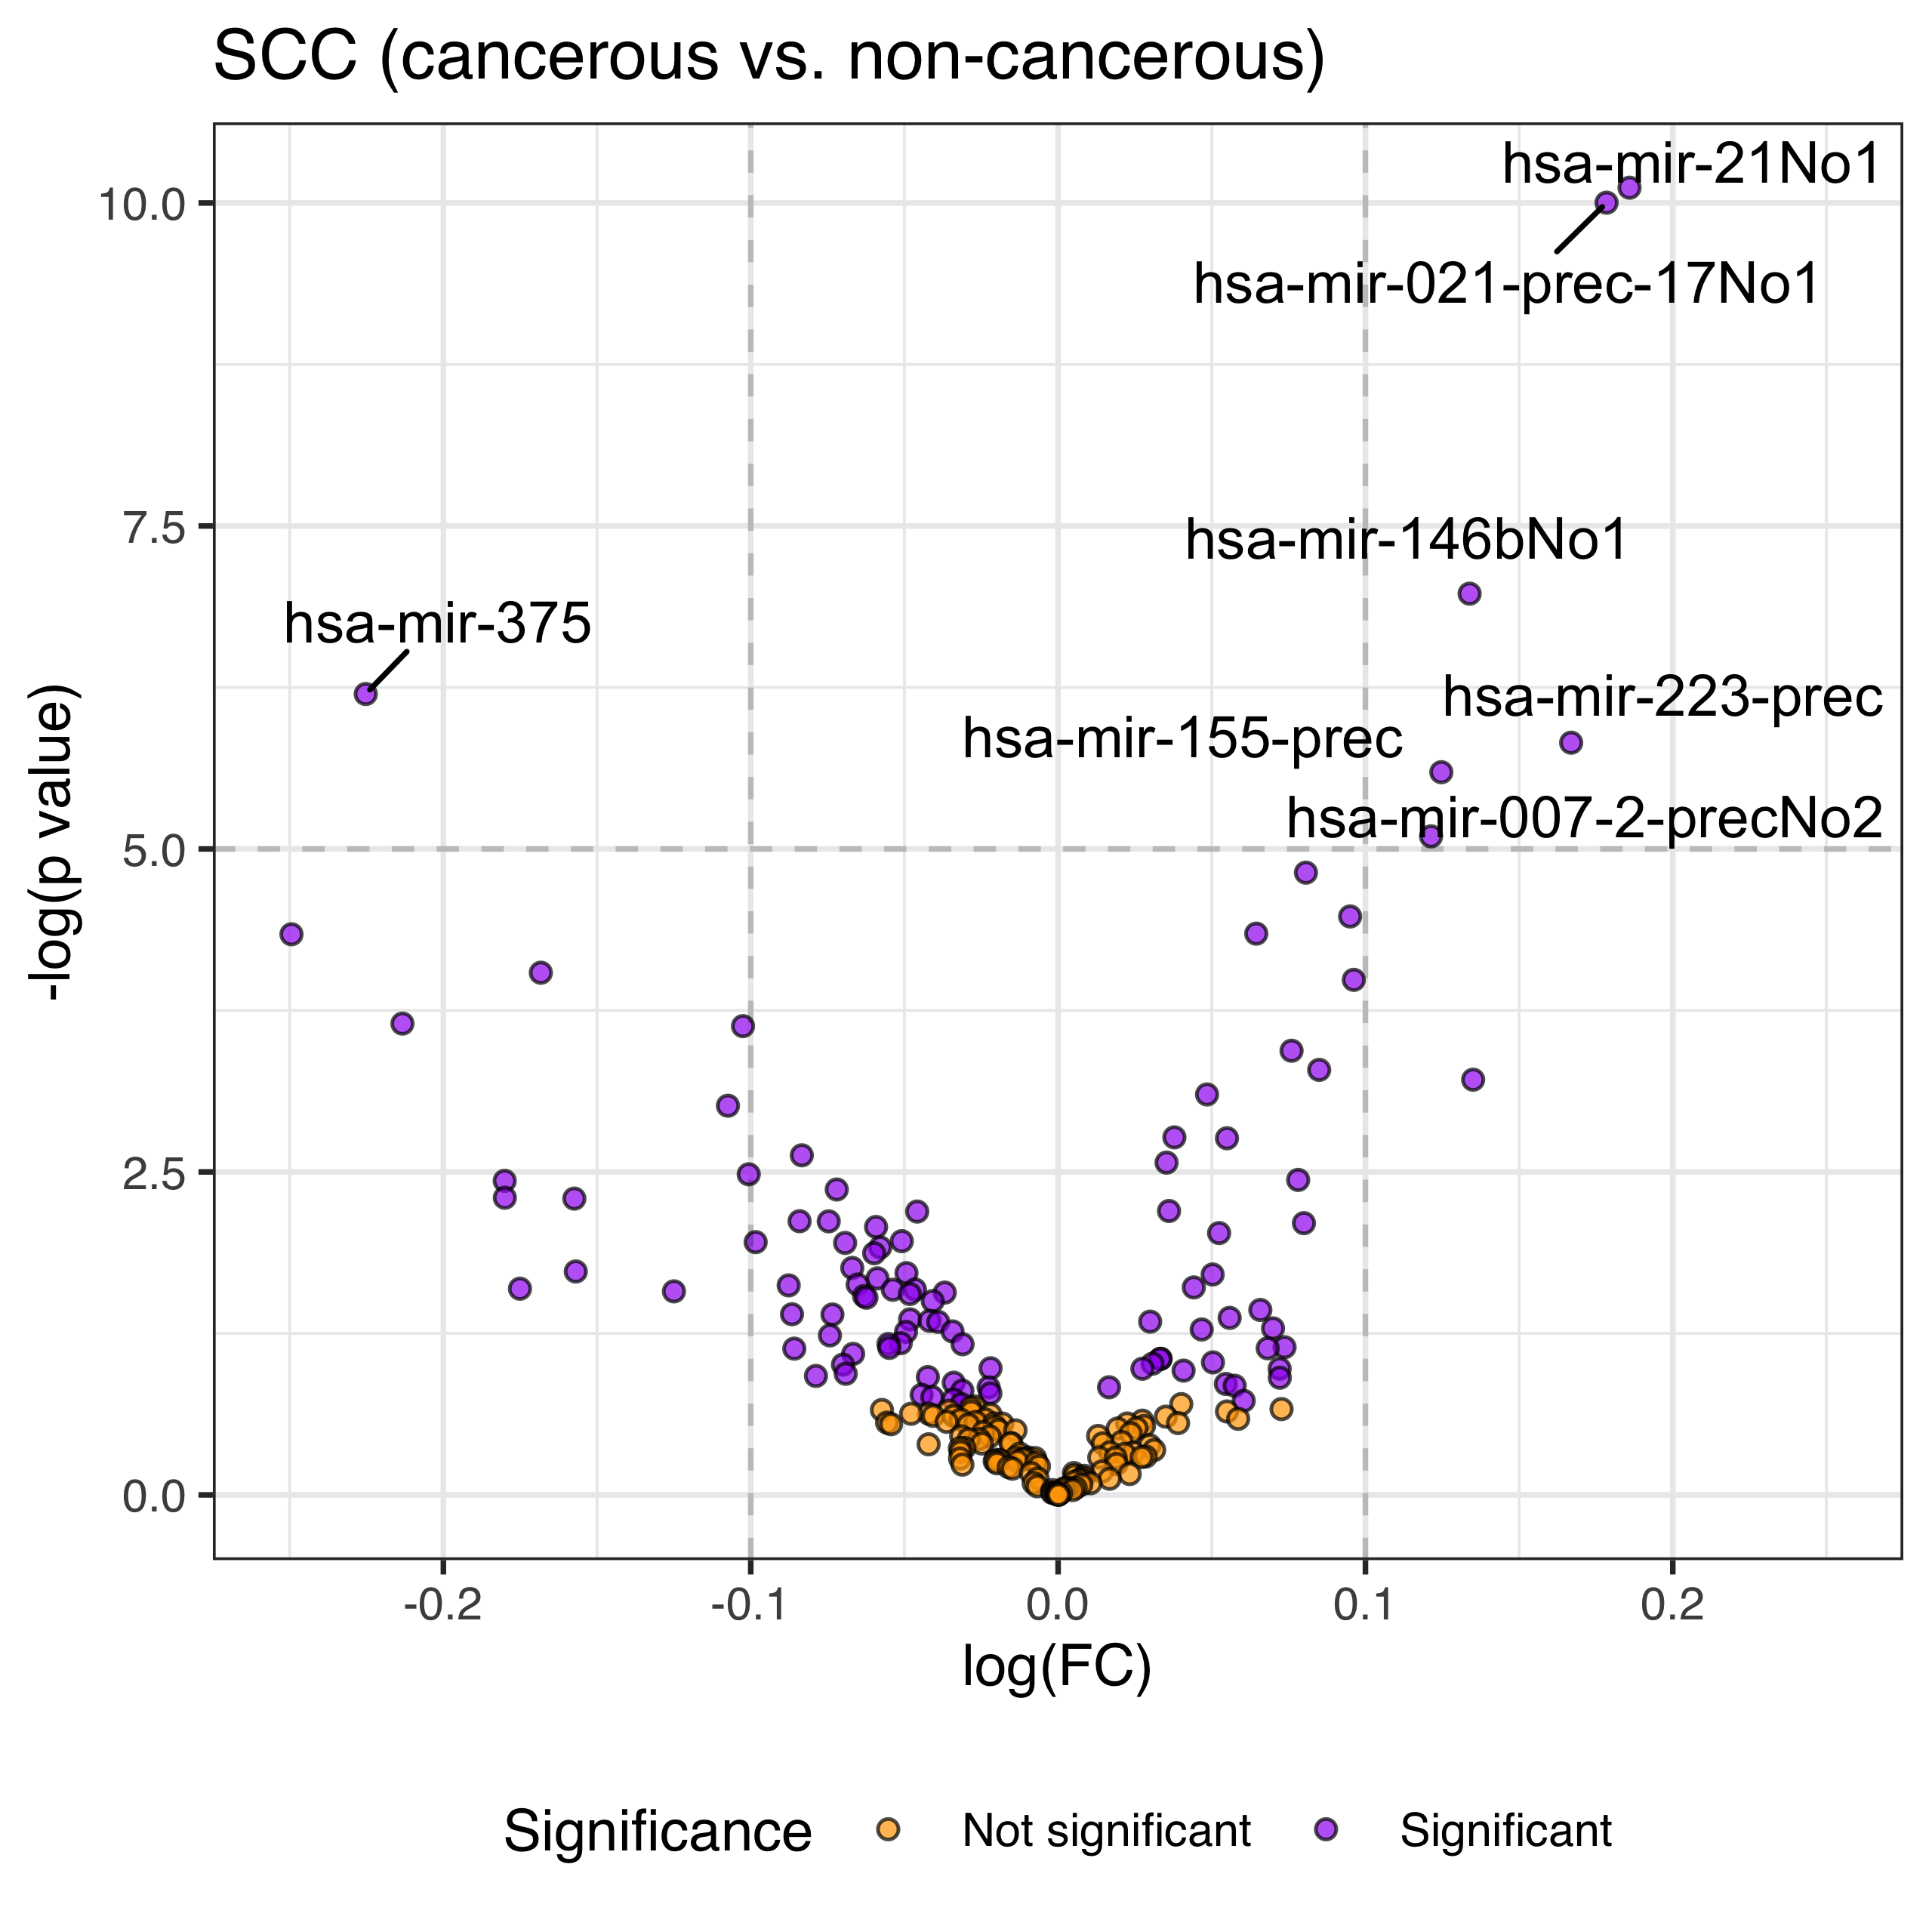 SCC (cancerous vs. non-cancerous)
hsa-mir-21No1
10.0
hsa-mir-021-prec-17No1
7.5
hsa-mir-146bNo1
hsa-mir-375
hsa-mir-223-prec
hsa-mir-155-prec
hsa-mir-007-2-precNo2
5.0
-log(p value)
2.5
0.0
-0.2 -0.1 0.0 0.1 0.2
log(FC)
Significance Not significant Significant